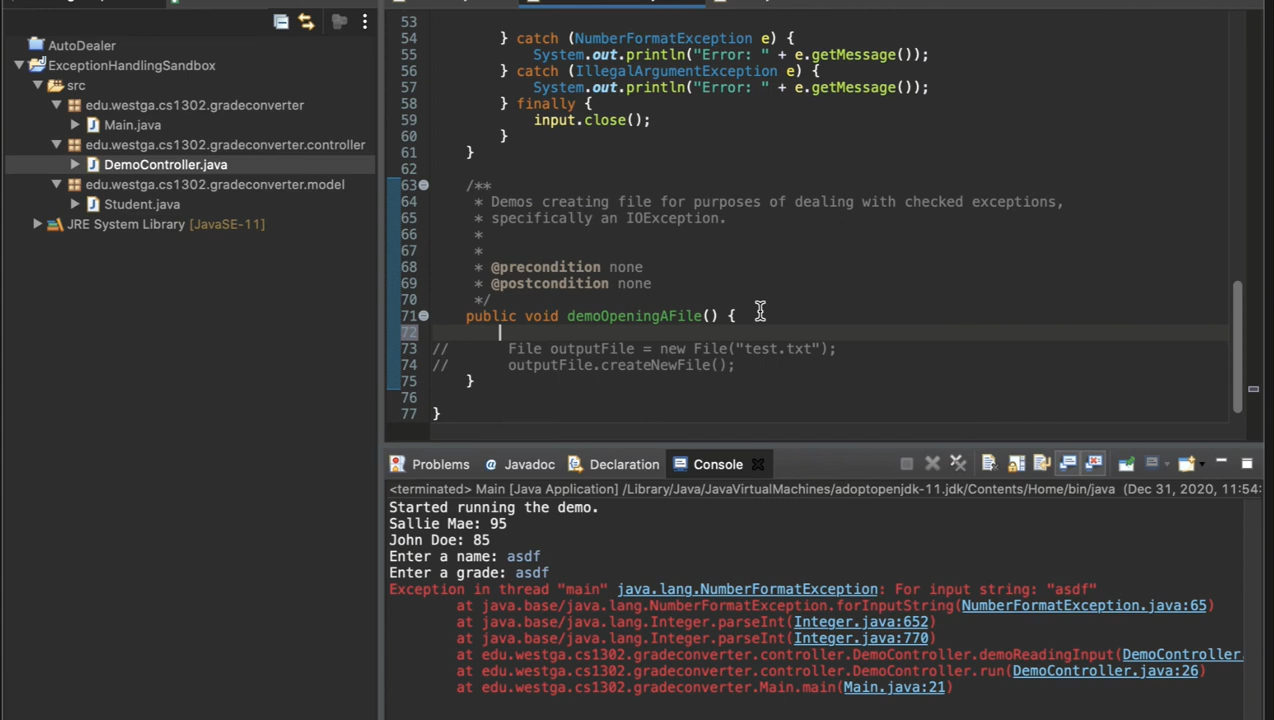 AutoDealer
ExceptionHandlingSandbox
src
edu.westga.cs1302.gradeconverter
Main.java
edu.westga.cs1302.gradeconverter.controller
DemoController.java
edu.westga.cs1302.gradeconverter.model
Student.java
JRE System Library [JavaSE-11]
53
54 } catch (NumberFormatException e) {
55 System.out.println("Error: " + e.getMessage());
56 } catch (IllegalArgumentException e) {
57 System.out.println("Error: " + e.getMessage());
58 } finally {
59 input.close();
60 }
61 }
62
63 /**
64 * Demos creating file for purposes of dealing with checked exceptions,
65 * specifically an IOException.
66 *
67 *
68 * @precondition none
69 * @postcondition none
70 */
71 public void demoOpeningAFile() {
72
73 // File outputFile = new File("test.txt");
74 // outputFile.createNewFile();
75 }
76
77 }
Problems @ Javadoc Declaration Console
<terminated> Main [Java Application] /Library/Java/JavaVirtualMachines/adoptopenjdk-11.jdk/Contents/Home/bin/java (Dec 31, 2020, 11:54:
Started running the demo.
Sallie Mae: 95
John Doe: 85
Enter a name: asdf
Enter a grade: asdf
Exception in thread "main" java.lang.NumberFormatException: For input string: "asdf"
at java.base/java.lang.NumberFormatException.forInputString(NumberFormatException.java:65)
at java.base/java.lang.Integer.parseInt(Integer.java:652)
at java.base/java.lang.Integer.parseInt(Integer.java:770)
at edu.westga.cs1302.gradeconverter.controller.DemoController.demoReadingInput(DemoController.
at edu.westga.cs1302.gradeconverter.controller.DemoController.run(DemoController.java:26)
at edu.westga.cs1302.gradeconverter.Main.main(Main.java:21)